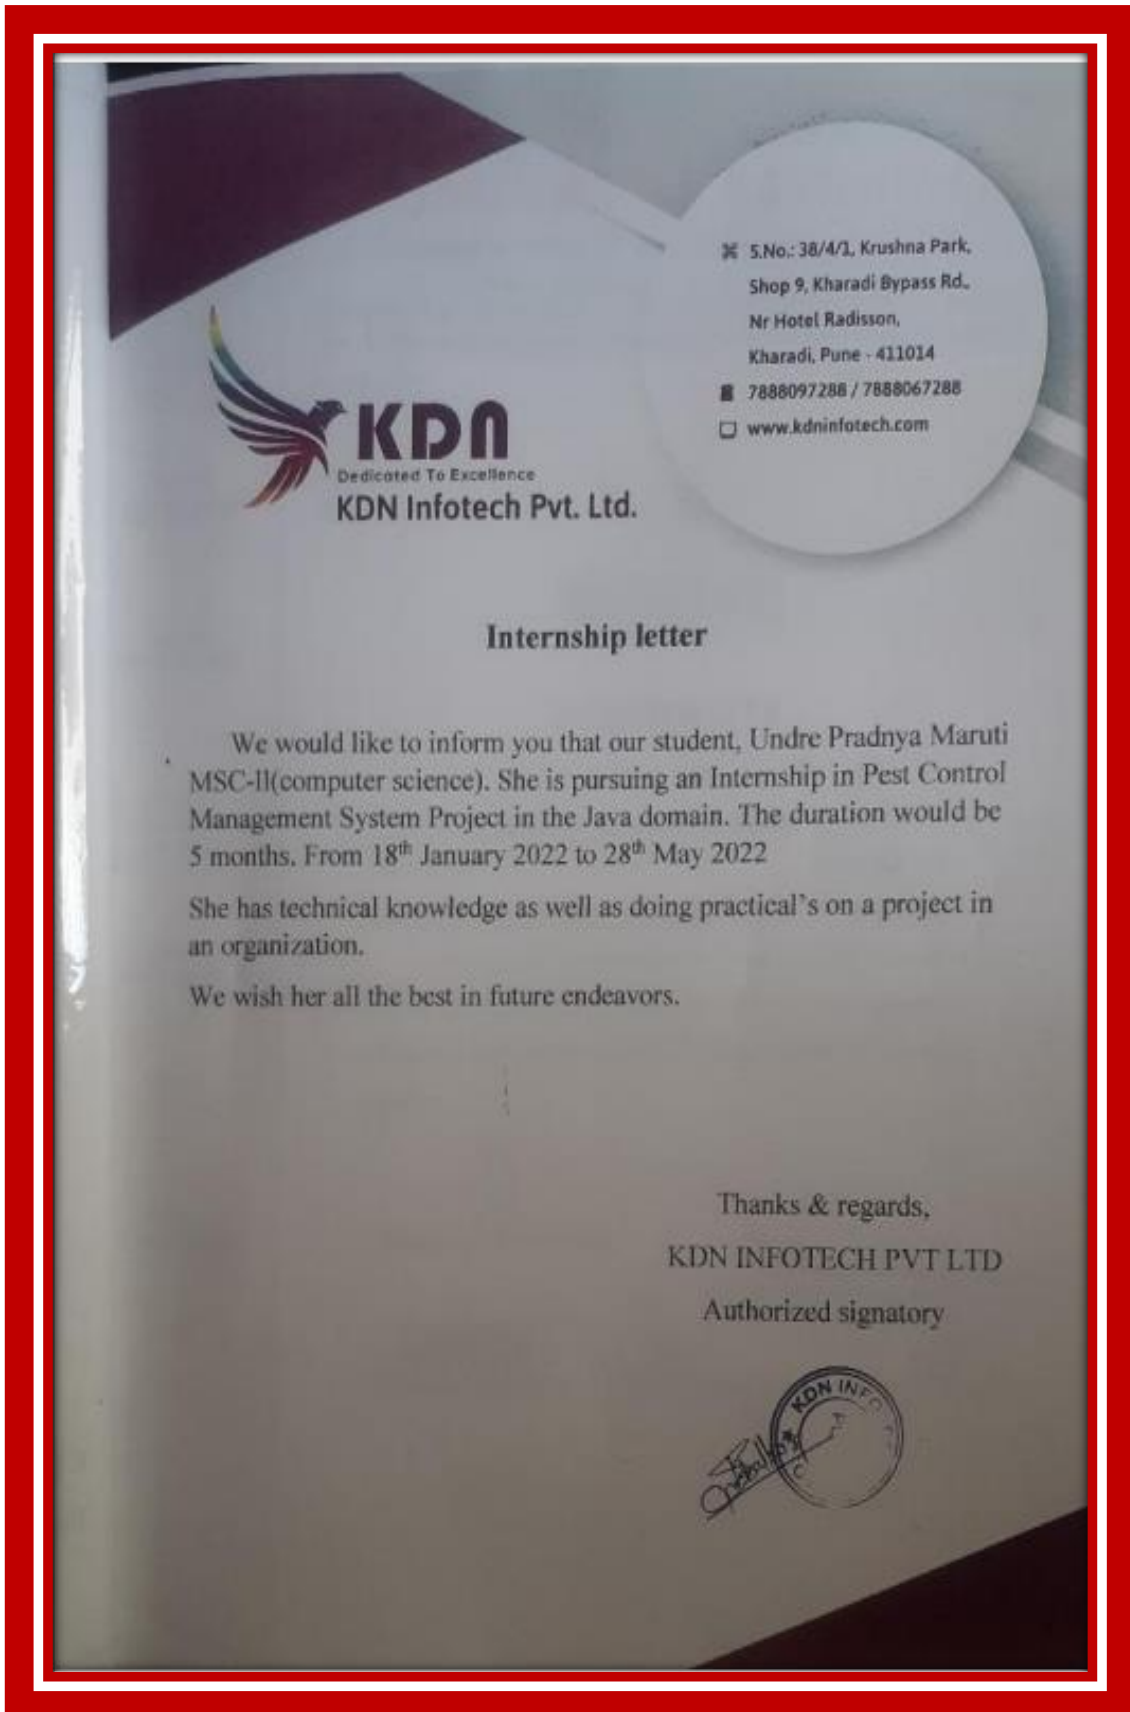 S.No.: 38/4/1, Krushna Park,
Shop 9, Kharadi Bypass Rd.,
Nr Hotel Radisson,
Kharadi, Pune - 411014
7888097288 / 7888067288
www.kdninfotech.com
KDN
Dedicated To Excellence
KDN Infotech Pvt. Ltd.
Internship letter
We would like to inform you that our student, Undre Pradnya Maruti
MSC-II(computer science). She is pursuing an Internship in Pest Control
Management System Project in the Java domain. The duration would be
5 months. From 18th January 2022 to 28th May 2022
She has technical knowledge as well as doing practical's on a project in
an organization.
We wish her all the best in future endeavors.
Thanks & regards,
KDN INFOTECH PVT LTD
Authorized signatory
KDN INFO